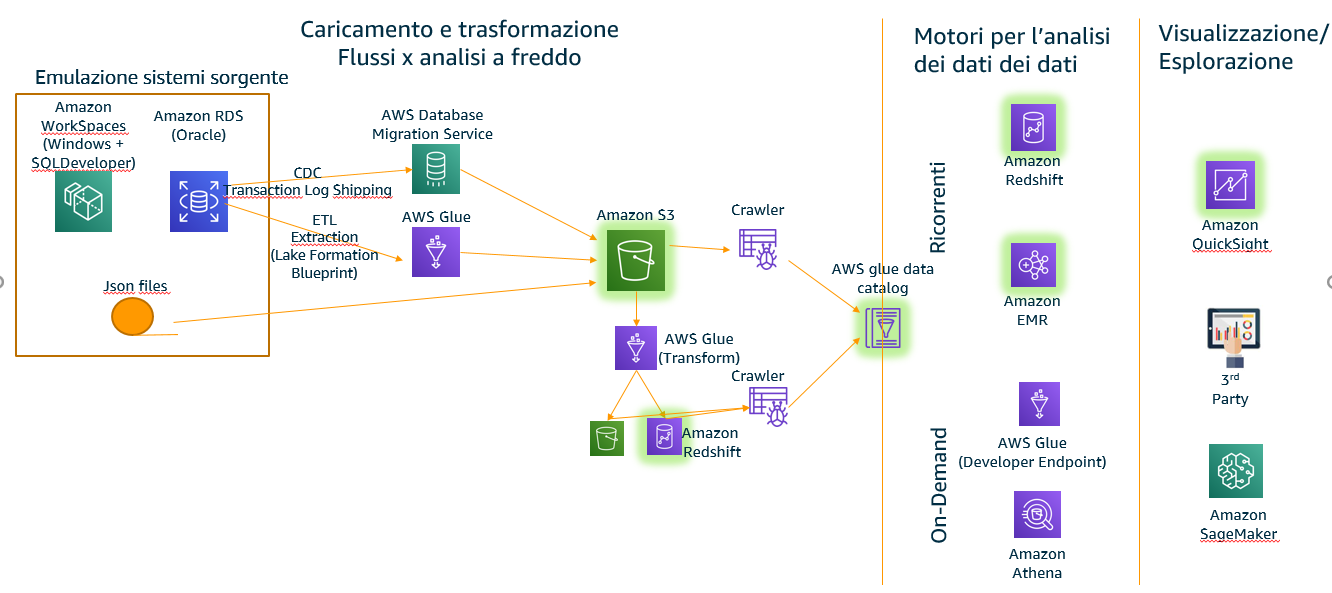 Caricamento e trasformazione
Flussi x analisi a freddo
Emulazione sistemi sorgente
Amazon
WorkSpaces
(Windows +
SQLDeveloper)
Amazon RDS
(Oracle)
Json files
CDC
Transaction Log Shipping
ETL
Extraction
(Lake Formation
Blueprint)
AWS Database
Migration Service
AWS Glue
Amazon S3
Crawler
AWS glue data
catalog
AWS Glue
(Transform)
Crawler
Amazon
Redshift
Motori per l’analisi
dei dati dei dati
Ricorrenti
Amazon
Redshift
Amazon
EMR
On-Demand
AWS Glue
(Developer Endpoint)
Amazon
Athena
Visualizzazione/
Esplorazione
Amazon
QuickSight
3rd
Party
Amazon
SageMaker